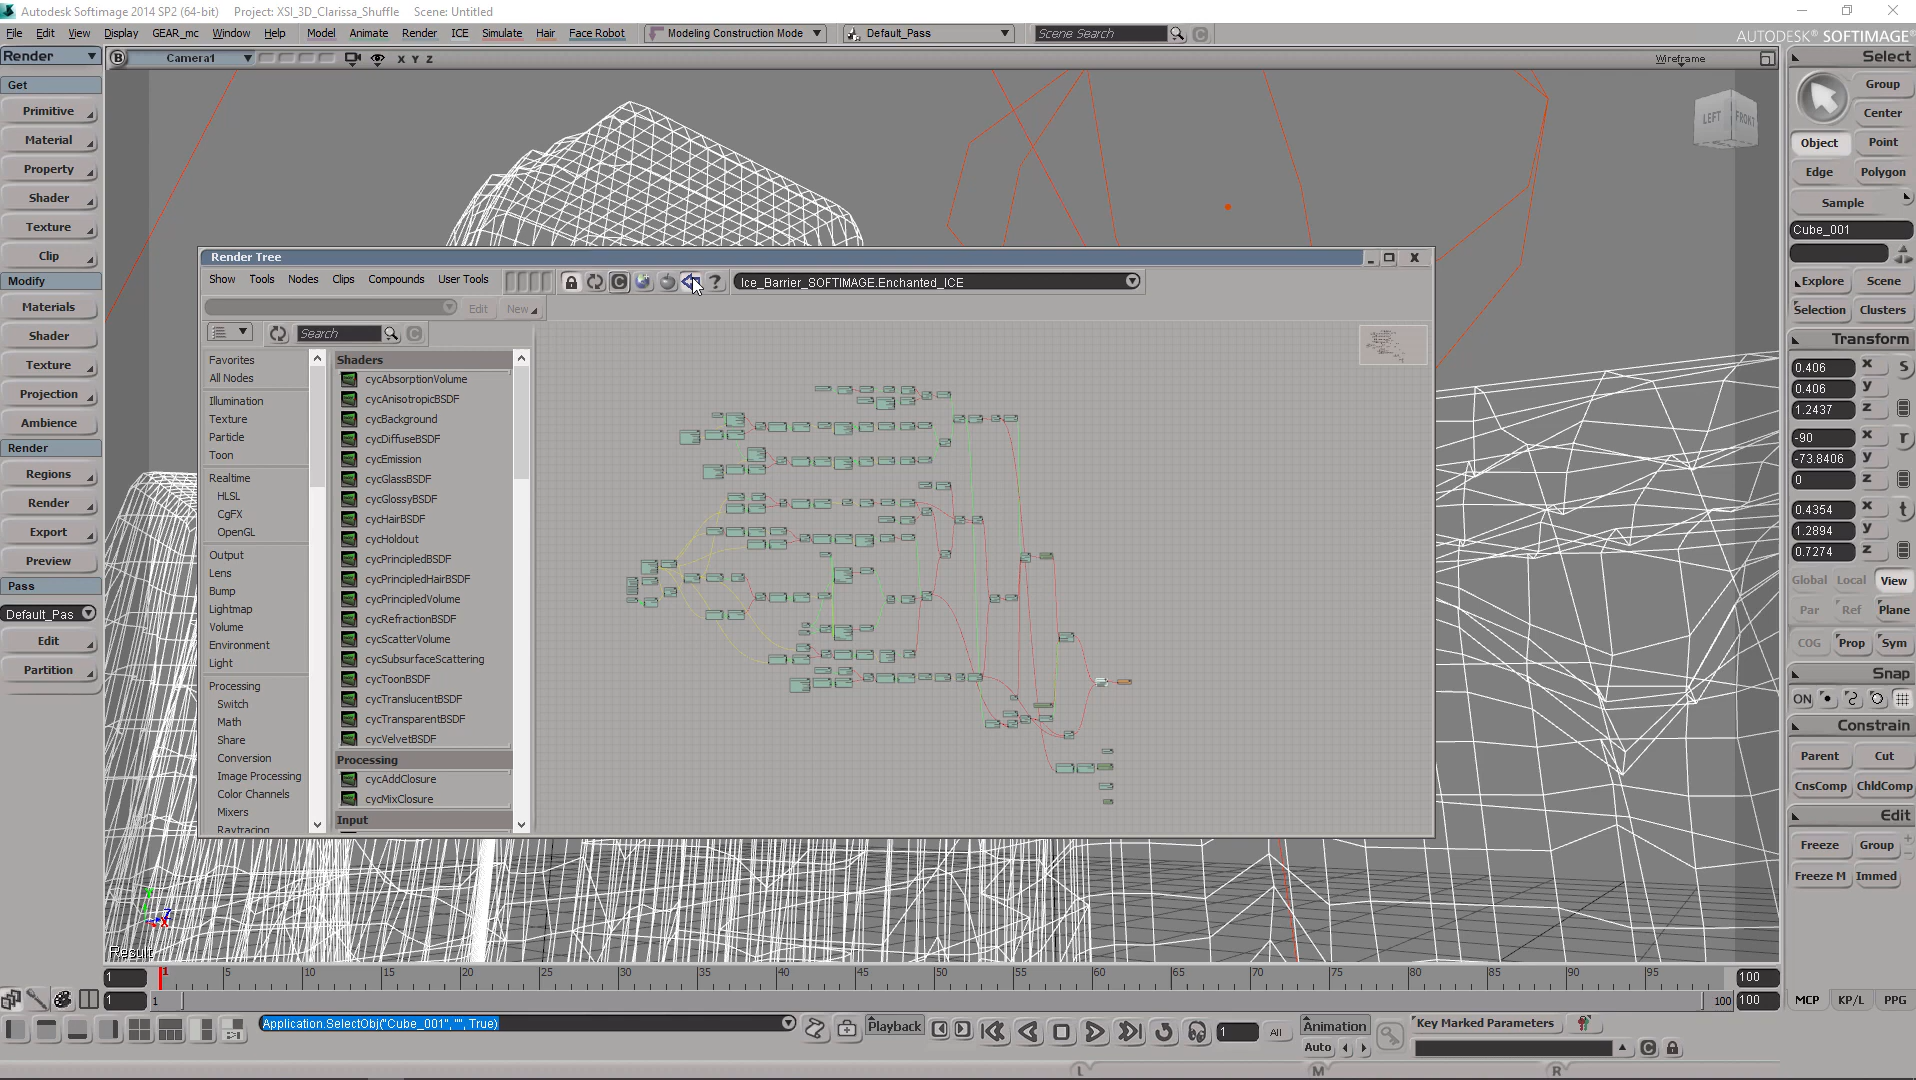 Autodesk Softimage 2014 SP2 (64-bit) Project: XSI_3D_Clarissa_Shuffle Scene: Untitled
File Edit View Display GEAR_mc Window Help Model Animate Render ICE Simulate Hair Face Robot Modeling Construction Mode Default_Pass Scene Search AUTODESK® SOFTIMAGE®
Render
B Camera1 X Y Z Wireframe
Get
Primitive
Material
Property
Shader
Texture
Clip
Modify
Materials
Shader
Texture
Projection
Ambience
Render
Regions
Render
Export
Preview
Pass
Default_Pas
Edit
Partition
LEFT FRONT
Render Tree
Show Tools Nodes Clips Compounds User Tools C ? Ice_Barrier_SOFTIMAGE.Enchanted_ICE
Edit New
Search
Favorites
All Nodes
Illumination
Texture
Particle
Toon
Realtime
HLSL
CgFX
OpenGL
Output
Lens
Bump
Lightmap
Volume
Environment
Light
Processing
Switch
Math
Share
Conversion
Image Processing
Color Channels
Mixers
Raytracing
Shaders
cycAbsorptionVolume
cycAnisotropicBSDF
cycBackground
cycDiffuseBSDF
cycEmission
cycGlassBSDF
cycGlossyBSDF
cycHairBSDF
cycHoldout
cycPrincipledBSDF
cycPrincipledHairBSDF
cycPrincipledVolume
cycRefractionBSDF
cycScatterVolume
cycSubsurfaceScattering
cycToonBSDF
cycTranslucentBSDF
cycTransparentBSDF
cycVelvetBSDF
Processing
cycAddClosure
cycMixClosure
Input
Select
Group
Center
Object Point
Edge Polygon
Sample
Cube_001
Explore Scene
Selection Clusters
Transform
0.406 x s
0.406 y
1.2437 z
-90 x r
-73.8406 y
0 z
0.4354 x t
1.2894 y
0.7274 z
Global Local View
Par Ref Plane
COG Prop Sym
Snap
ON
Constrain
Parent Cut
CnsComp ChldComp
Edit
Freeze Group
Freeze M Immed
Y Z X
Result
1 1 5 10 15 20 25 30 35 40 45 50 55 60 65 70 75 80 85 90 95 100
1 1 100 100
MCP KP/L PPG
Application.SelectObj("Cube_001", "", True)
Playback 1 All Animation
Auto
Key Marked Parameters
L M R